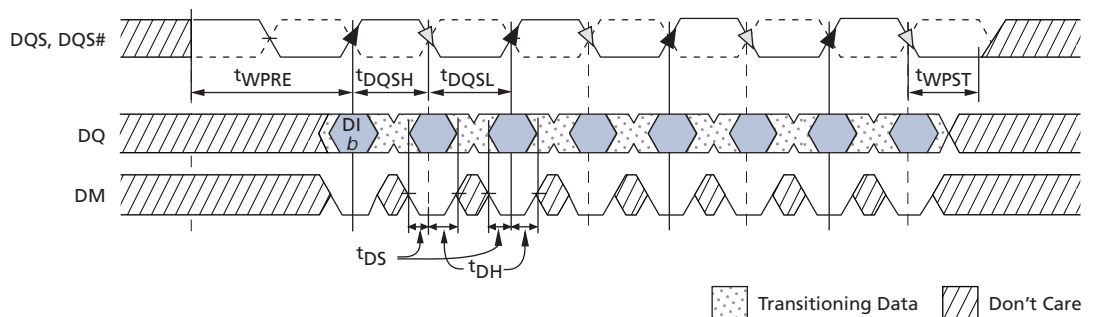 DQS, DQS#
tWPRE tDQSH tDQSL tWPST
DQ
DI
b
DM
tDS tDH
Transitioning Data Don't Care